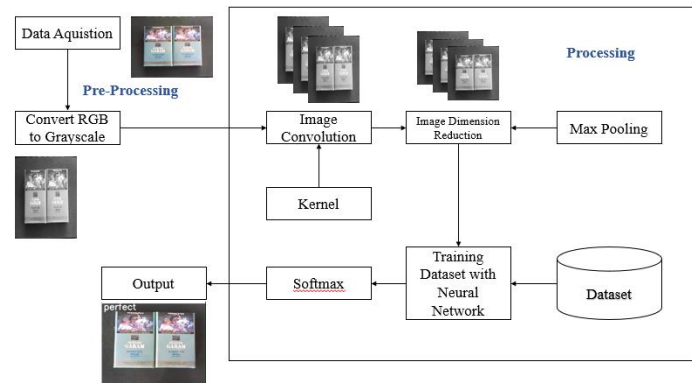 Data Aquistion
Pre-Processing
Processing
Convert RGB
to Grayscale
Image
Convolution
Image Dimension
Reduction
Max Pooling
Kernel
Output
Softmax
Training
Dataset with
Neural
Network
Dataset
perfect